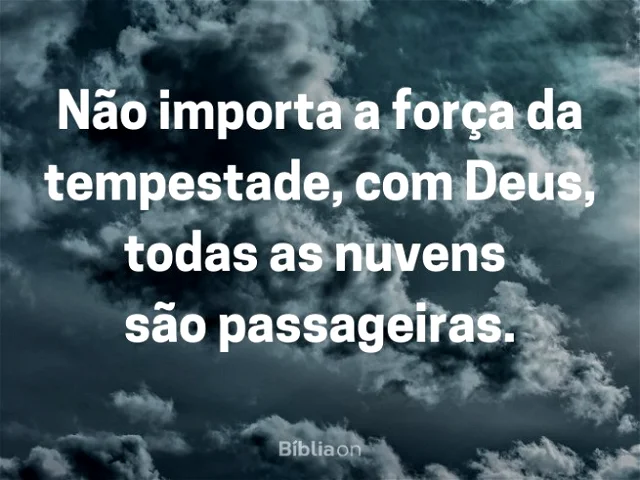 Não importa a força da
tempestade, com Deus,
todas as nuvens
são passageiras.
Bíbliaon